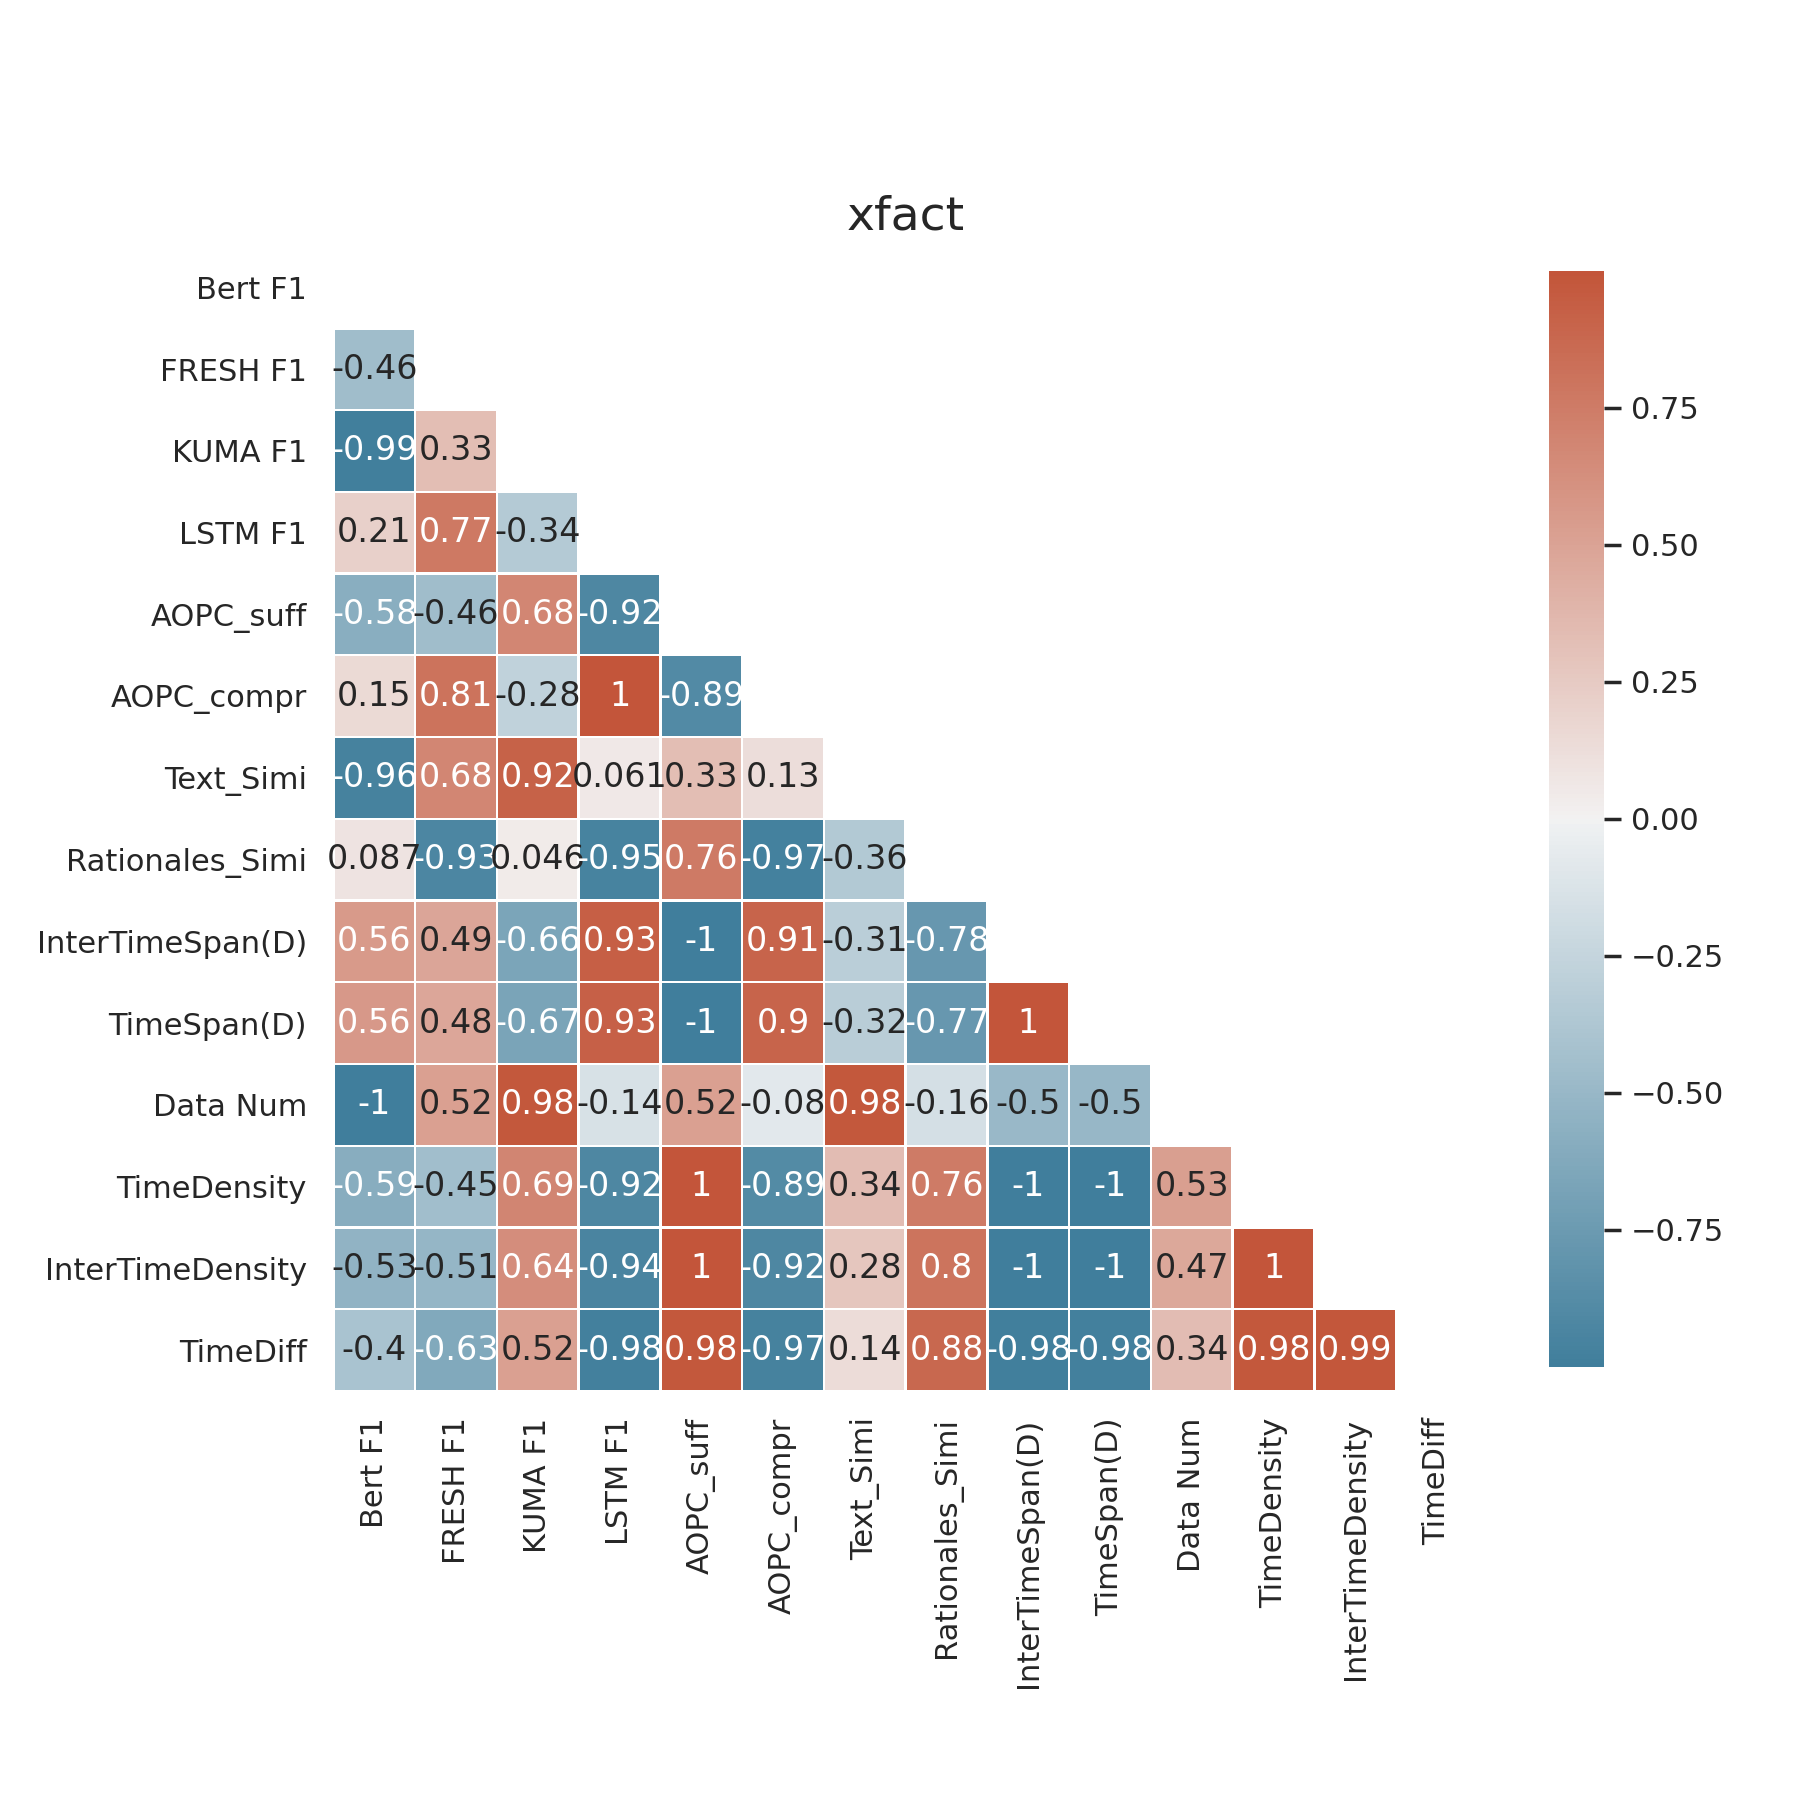 xfact
Bert F1
FRESH F1 -0.46
KUMA F1 -0.99 0.33
LSTM F1 0.21 0.77 -0.34
AOPC_suff -0.58 -0.46 0.68 -0.92
AOPC_compr 0.15 0.81 -0.28 1 -0.89
Text_Simi -0.96 0.68 0.92 0.061 0.33 0.13
Rationales_Simi 0.087 -0.93 0.046 -0.95 0.76 -0.97 -0.36
InterTimeSpan(D) 0.56 0.49 -0.66 0.93 -1 0.91 -0.31 -0.78
TimeSpan(D) 0.56 0.48 -0.67 0.93 -1 0.9 -0.32 -0.77 1
Data Num -1 0.52 0.98 -0.14 0.52 -0.08 0.98 -0.16 -0.5 -0.5
TimeDensity -0.59 -0.45 0.69 -0.92 1 -0.89 0.34 0.76 -1 -1 0.53
InterTimeDensity -0.53 -0.51 0.64 -0.94 1 -0.92 0.28 0.8 -1 -1 0.47 1
TimeDiff -0.4 -0.63 0.52 -0.98 0.98 -0.97 0.14 0.88 -0.98 -0.98 0.34 0.98 0.99
Bert F1
FRESH F1
KUMA F1
LSTM F1
AOPC_suff
AOPC_compr
Text_Simi
Rationales_Simi
InterTimeSpan(D)
TimeSpan(D)
Data Num
TimeDensity
InterTimeDensity
TimeDiff
0.75
0.50
0.25
0.00
−0.25
−0.50
−0.75